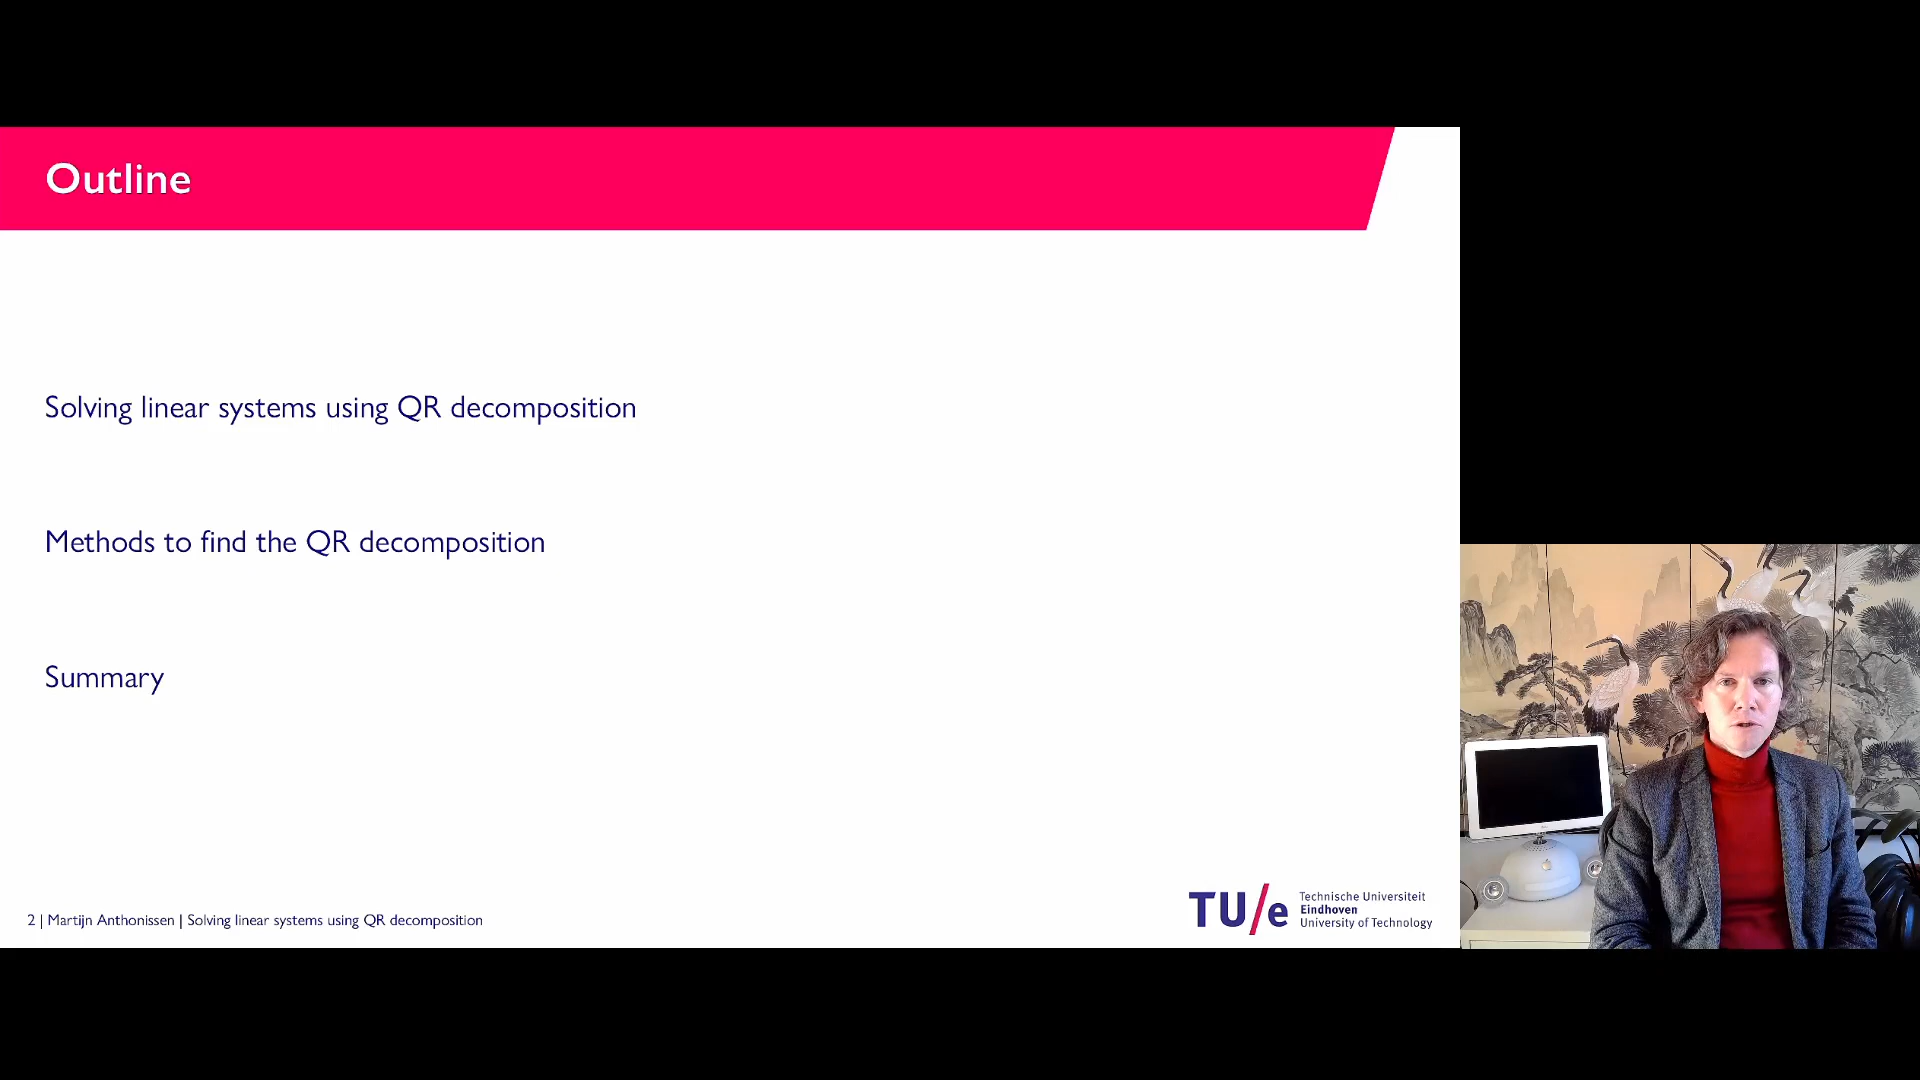 Outline
Solving linear systems using QR decomposition
Methods to find the QR decomposition
Summary
2 | Martijn Anthonissen | Solving linear systems using QR decomposition
TU/e
Technische Universiteit
Eindhoven
University of Technology